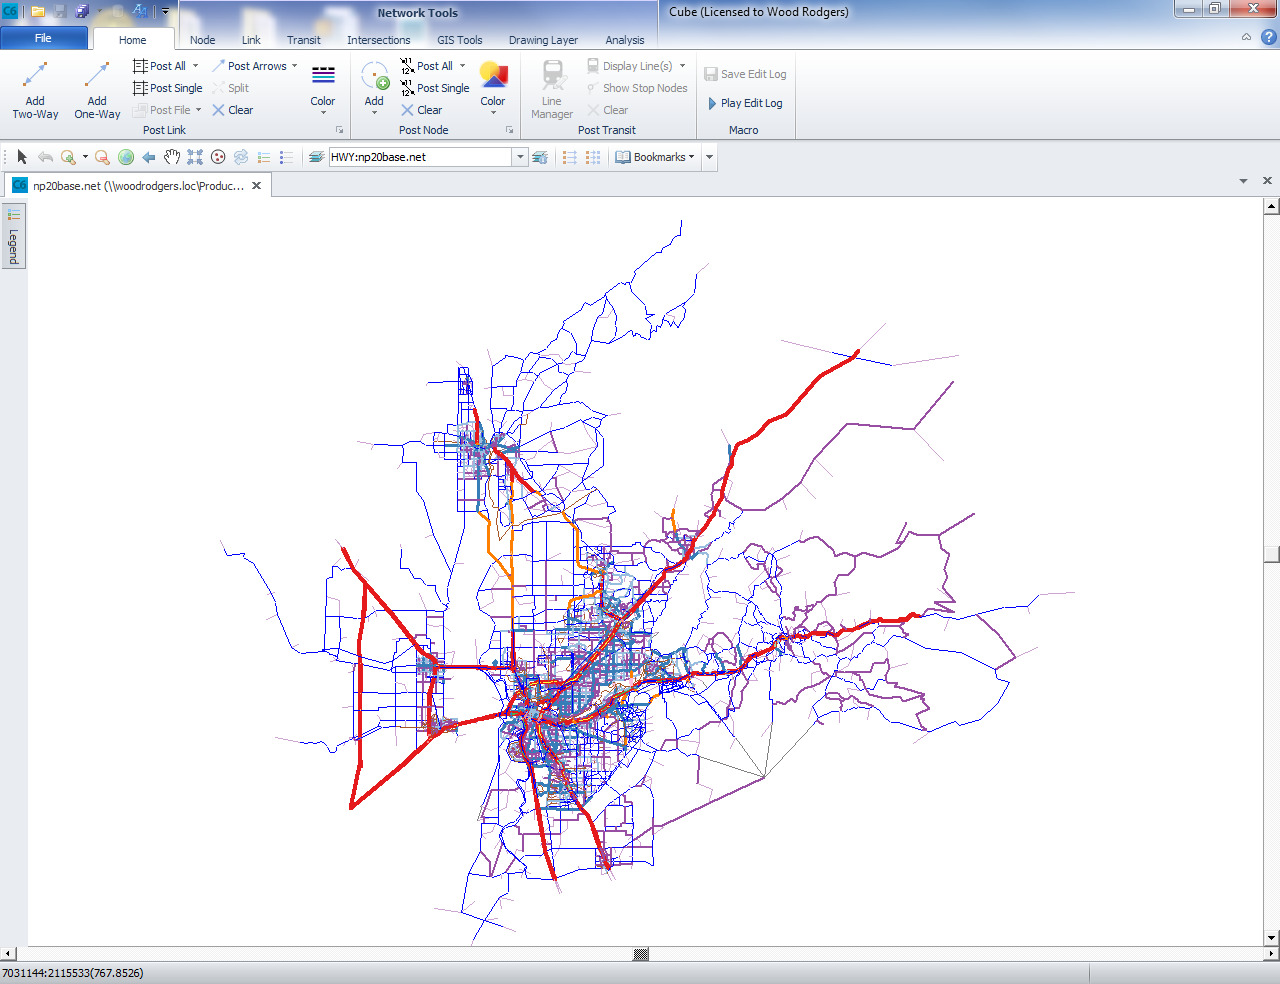 C6
Network Tools
Cube (Licensed to Wood Rodgers)
File
Home
Node
Link
Transit
Intersections
GIS Tools
Drawing Layer
Analysis
Add
Two-Way
Add
One-Way
Post All
Post Single
Post File
Post Arrows
Split
Clear
Color
Post Link
Add
Post All
Post Single
Clear
Color
Post Node
Line
Manager
Display Line(s)
Show Stop Nodes
Clear
Post Transit
Save Edit Log
Play Edit Log
Macro
HWY:np20base.net
Bookmarks
C6
np20base.net (\\woodrodgers.loc\Produc...
Legend
7031144:2115533(767.8526)